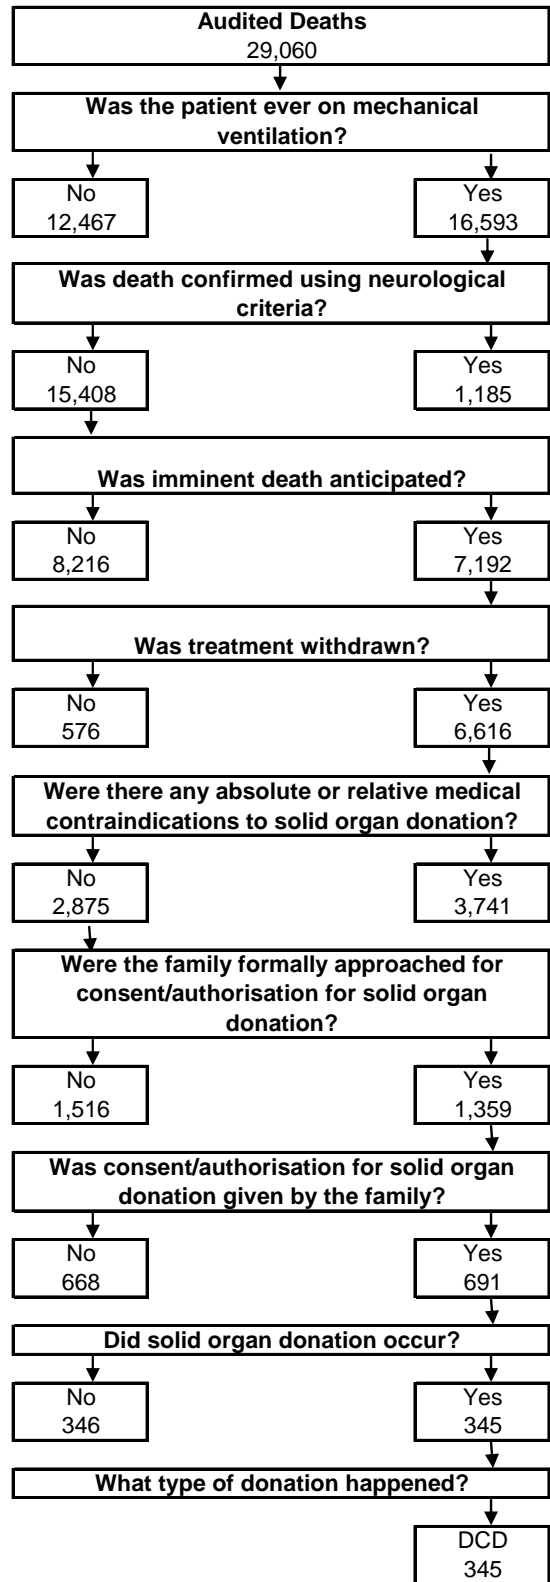 Audited Deaths
29,060
Was the patient ever on mechanical
ventilation?
No
12,467
Yes
16,593
Was death confirmed using neurological
criteria?
No
15,408
Yes
1,185
Was imminent death anticipated?
No
8,216
Yes
7,192
Was treatment withdrawn?
No
576
Yes
6,616
Were there any absolute or relative medical
contraindications to solid organ donation?
No
2,875
Yes
3,741
Were the family formally approached for
consent/authorisation for solid organ
donation?
No
1,516
Yes
1,359
Was consent/authorisation for solid organ
donation given by the family?
No
668
Yes
691
Did solid organ donation occur?
No
346
Yes
345
What type of donation happened?
DCD
345